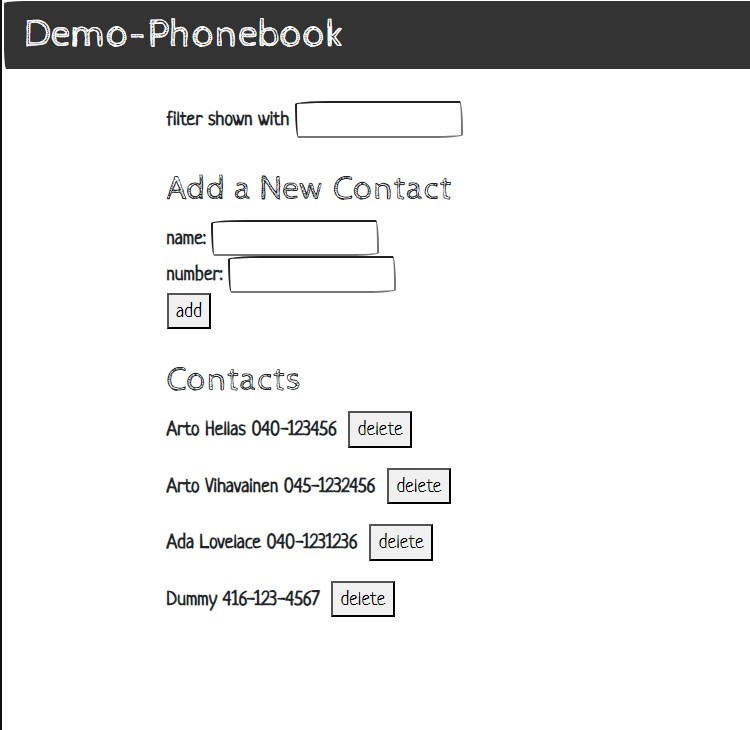 Demo-Phonebook
filter shown with
Add a New Contact
name:
number:
add
Contacts
Arto Hellas 040-123456 delete
Arto Vihavainen 045-1232456 delete
Ada Lovelace 040-1231236 delete
Dummy 416-123-4567 delete